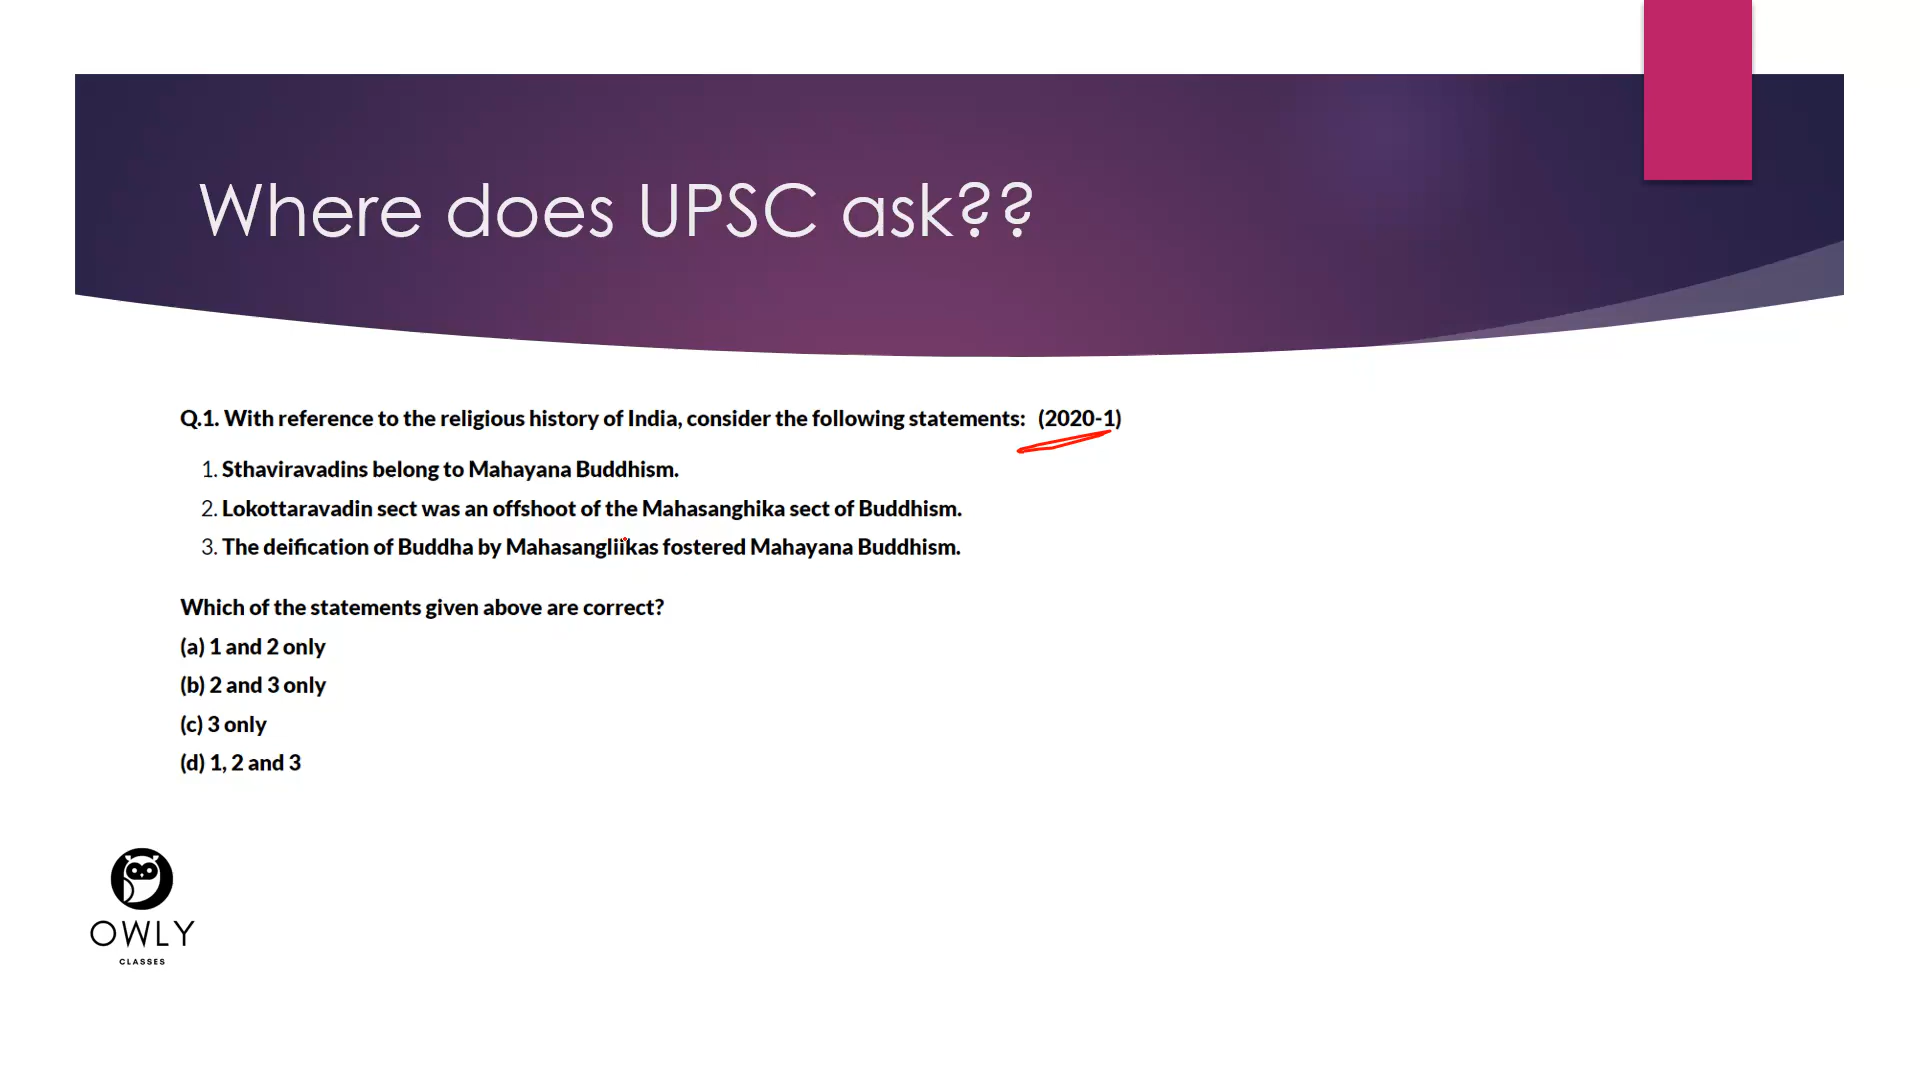 Where does UPSC ask??
Q.1. With reference to the religious history of India, consider the following statements: (2020-1)
1. Sthaviravadins belong to Mahayana Buddhism.
2. Lokottaravadin sect was an offshoot of the Mahasanghika sect of Buddhism.
3. The deification of Buddha by Mahasangliikas fostered Mahayana Buddhism.
Which of the statements given above are correct?
(a) 1 and 2 only
(b) 2 and 3 only
(c) 3 only
(d) 1, 2 and 3
OWLY
CLASSES